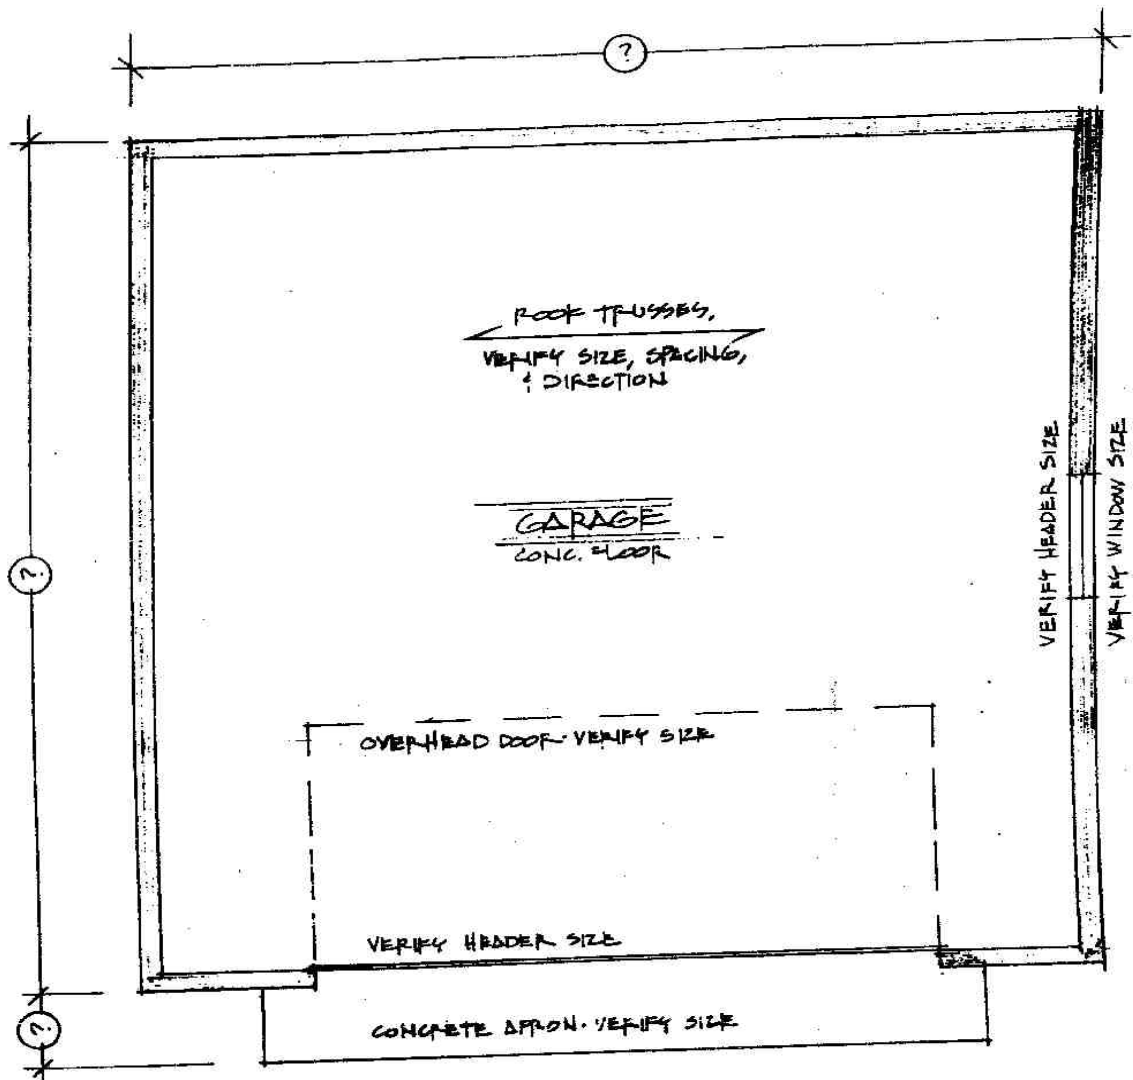 ?
ROOF TRUSSES,
VERIFY SIZE, SPACING,
& DIRECTION
VERIFY HEADER SIZE
VERIFY WINDOW SIZE
GARAGE
CONC. FLOOR
?
OVERHEAD DOOR · VERIFY SIZE
VERIFY HEADER SIZE
?
CONCRETE APRON · VERIFY SIZE